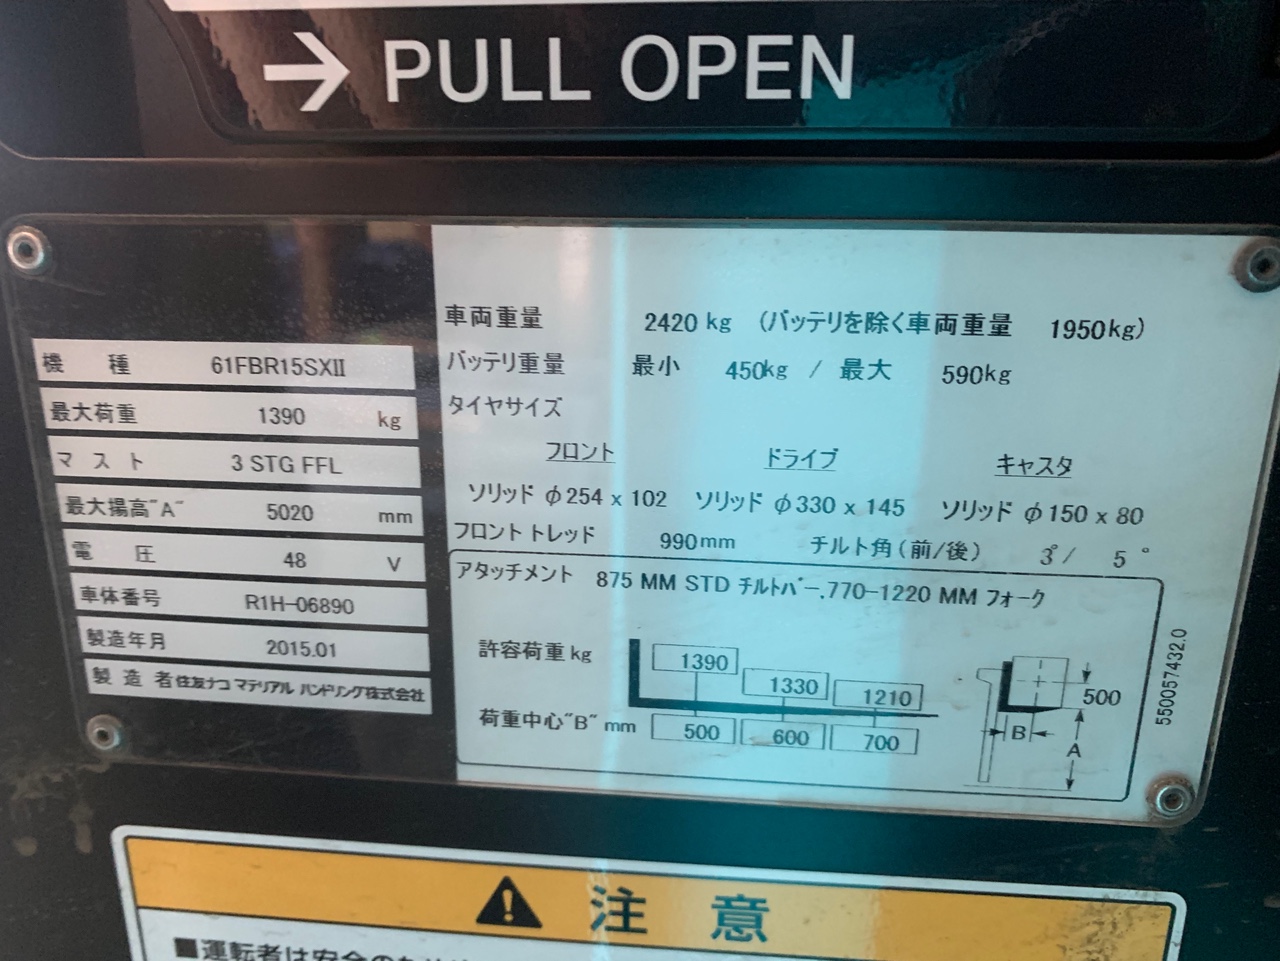 → PULL OPEN
機 種 61FBR15SXⅡ
最大荷重 1390 kg
マスト 3 STG FFL
最大揚高"A" 5020 mm
電 圧 48 V
車体番号 R1H-06890
製造年月 2015.01
製造者 住友ナコ マテリアル ハンドリング株式会社
車両重量 2420 kg (バッテリを除く車両重量 1950kg)
バッテリ重量 最小 450kg / 最大 590kg
タイヤサイズ
フロント ドライブ キャスタ
ソリッド φ254 x 102 ソリッド φ330 x 145 ソリッド φ150 x 80
フロント トレッド 990mm チルト角(前/後) 3°/ 5°
アタッチメント 875 MM STD チルトバー.770-1220 MM フォーク
許容荷重 kg 1390 1330 1210
荷重中心"B" mm 500 600 700
500
B
A
550057432.0
注 意
■運転者は安全のため